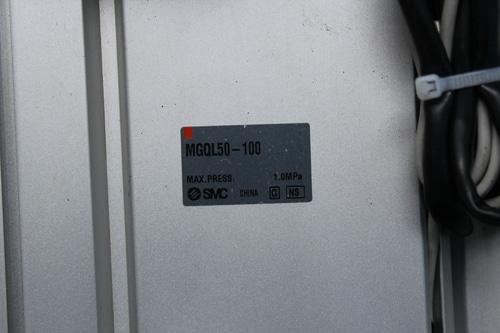 MGQL50-100
MAX.PRESS. 1.0MPa
SMC CHINA G NS